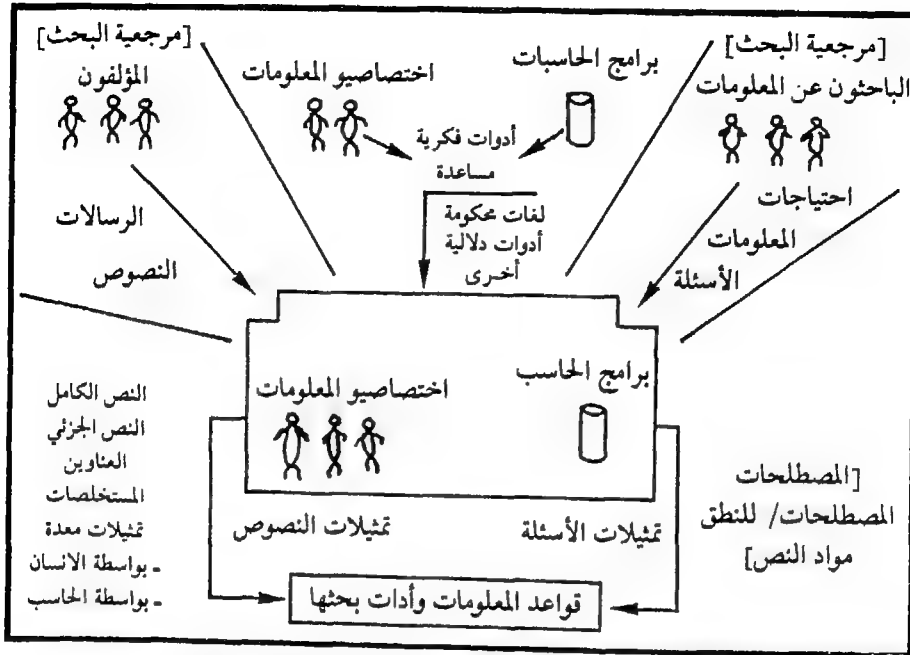 [مرجعية البحث]
الباحثون عن المعلومات
احتياجات
المعلومات
الأسئلة
برامج الحاسبات
اختصاصيو المعلومات
أدوات فكرية
مساعدة
لغات محكومة
أدوات دلالية
أخرى
[مرجعية البحث]
المؤلفون
الرسالات
النصوص
برامج الحاسب
اختصاصيو المعلومات
[المصطلحات
المصطلحات/ للنطق
مواد النص]
تمثيلات الأسئلة
تمثيلات النصوص
النص الكامل
النص الجزئي
العناوين
المستخلصات
تمثيلات معدة
ـ بواسطة الانسان
ـ بواسطة الحاسب
قواعد المعلومات وأدات بحثها